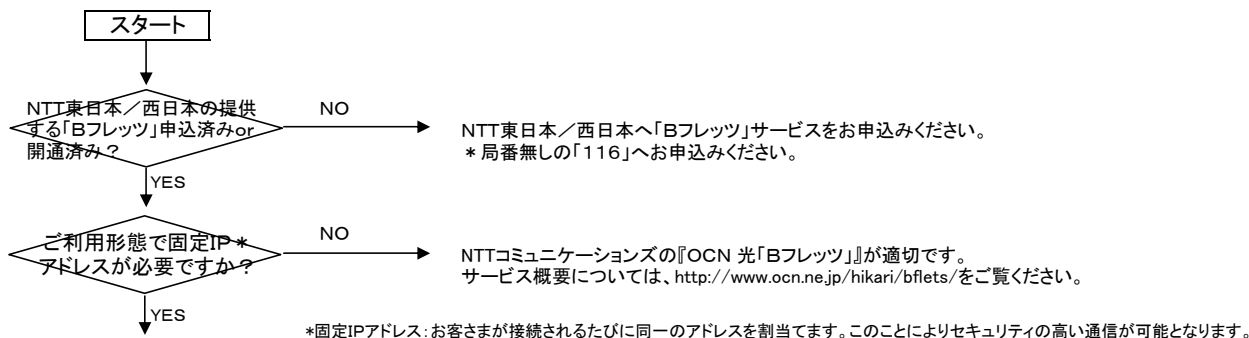 スタート
NTT東日本／西日本の提供
する「Bフレッツ」申込済みor
開通済み？
NO
NTT東日本／西日本へ「Bフレッツ」サービスをお申込みください。
＊局番無しの「116」へお申込みください。
YES
ご利用形態で固定IP＊
アドレスが必要ですか？
NO
NTTコミュニケーションズの『OCN 光「Bフレッツ」』が適切です。
サービス概要については、http://www.ocn.ne.jp/hikari/bflets/をご覧ください。
YES
*固定IPアドレス：お客さまが接続されるたびに同一のアドレスを割当てます。このことによりセキュリティの高い通信が可能となります。